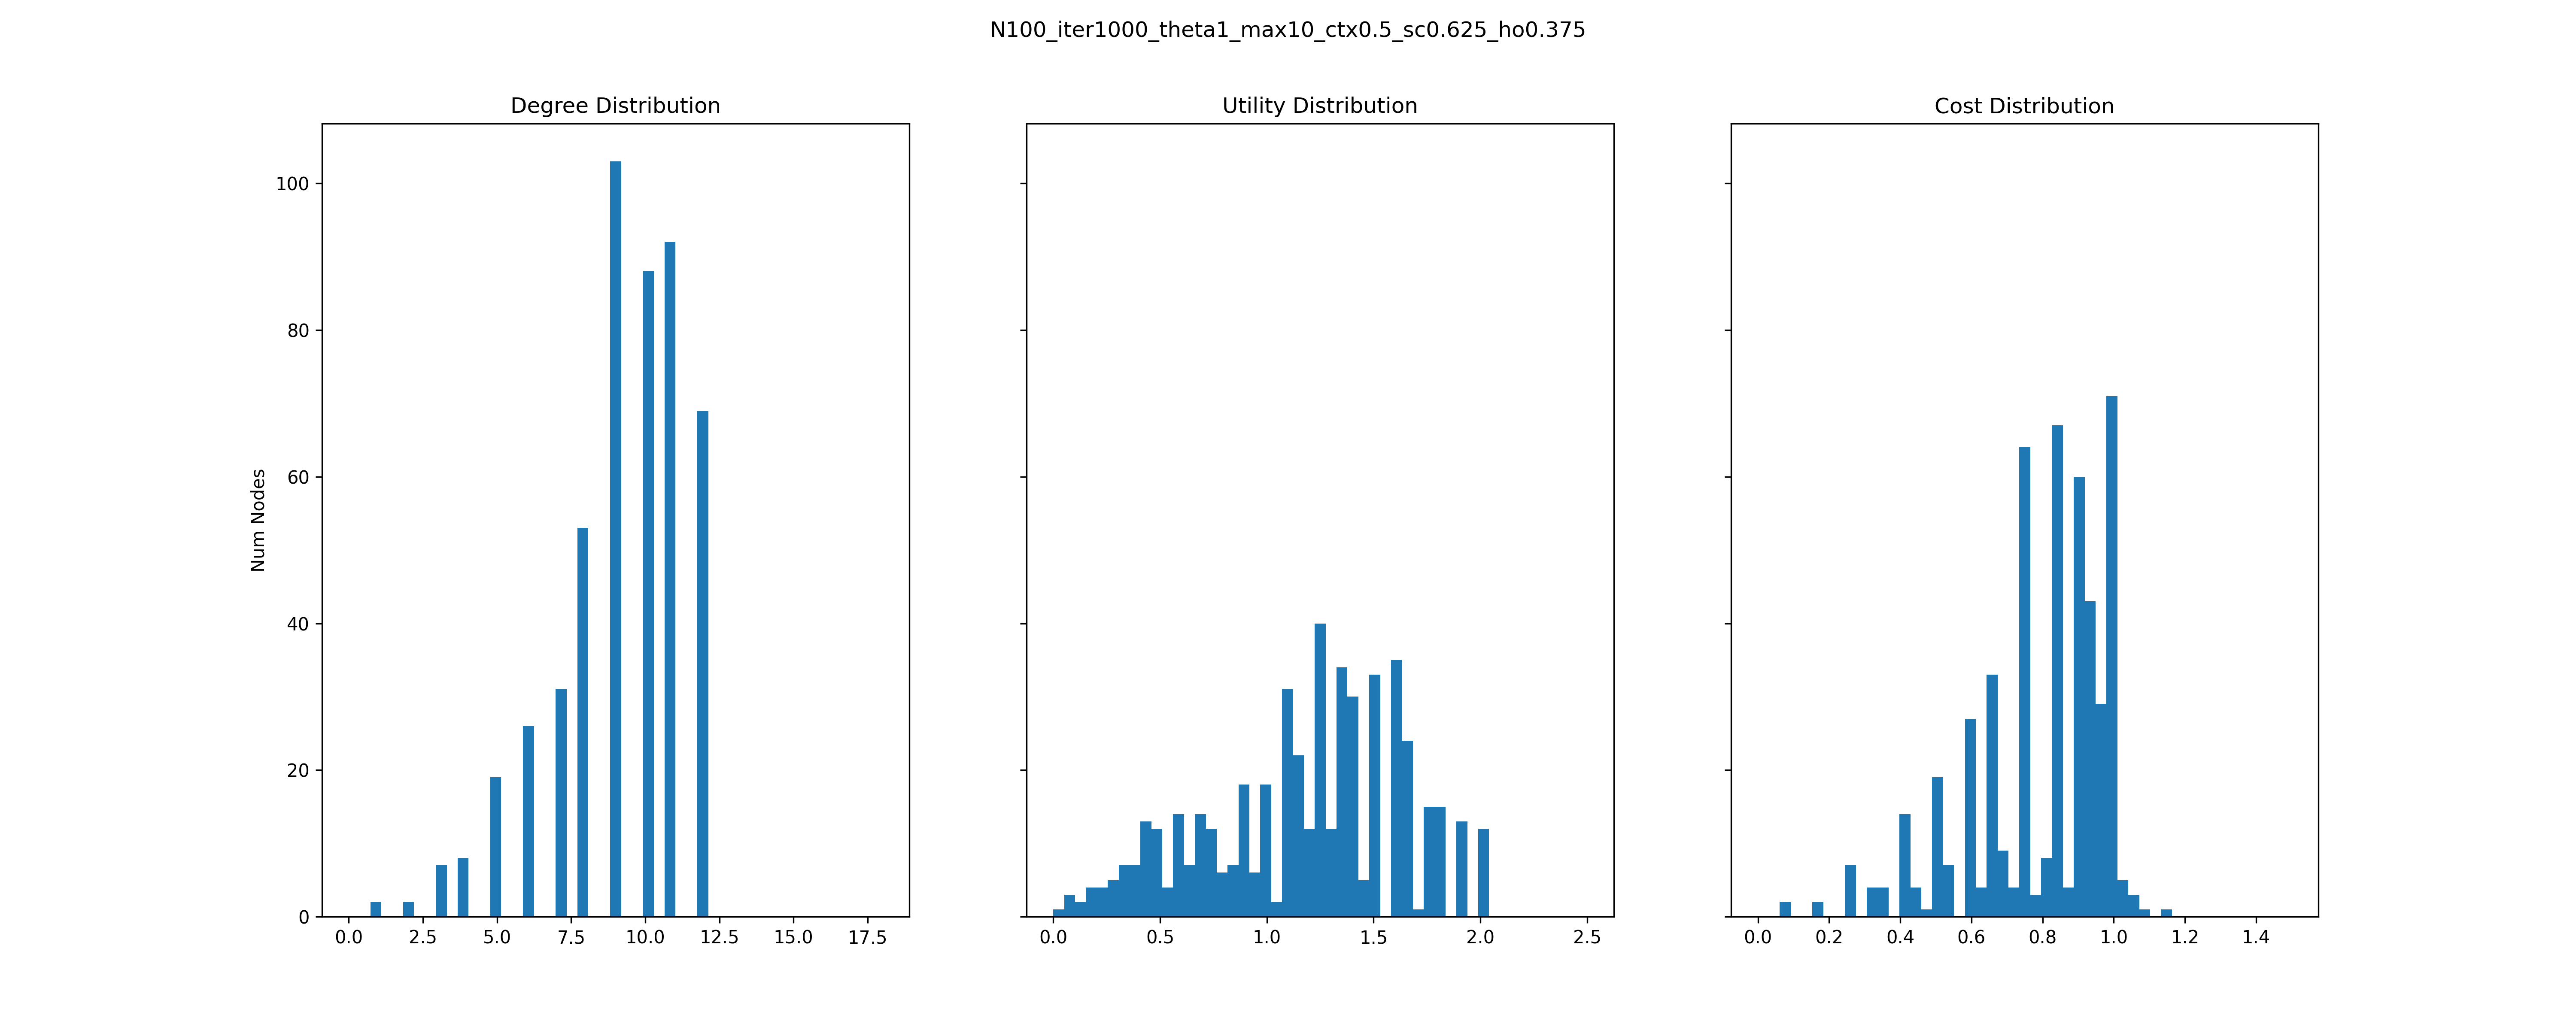 N100_iter1000_theta1_max10_ctx0.5_sc0.625_ho0.375
Degree Distribution
Utility Distribution
Cost Distribution
Num Nodes
100
80
60
40
20
0
0.0 2.5 5.0 7.5 10.0 12.5 15.0 17.5
0.0 0.5 1.0 1.5 2.0 2.5
0.0 0.2 0.4 0.6 0.8 1.0 1.2 1.4